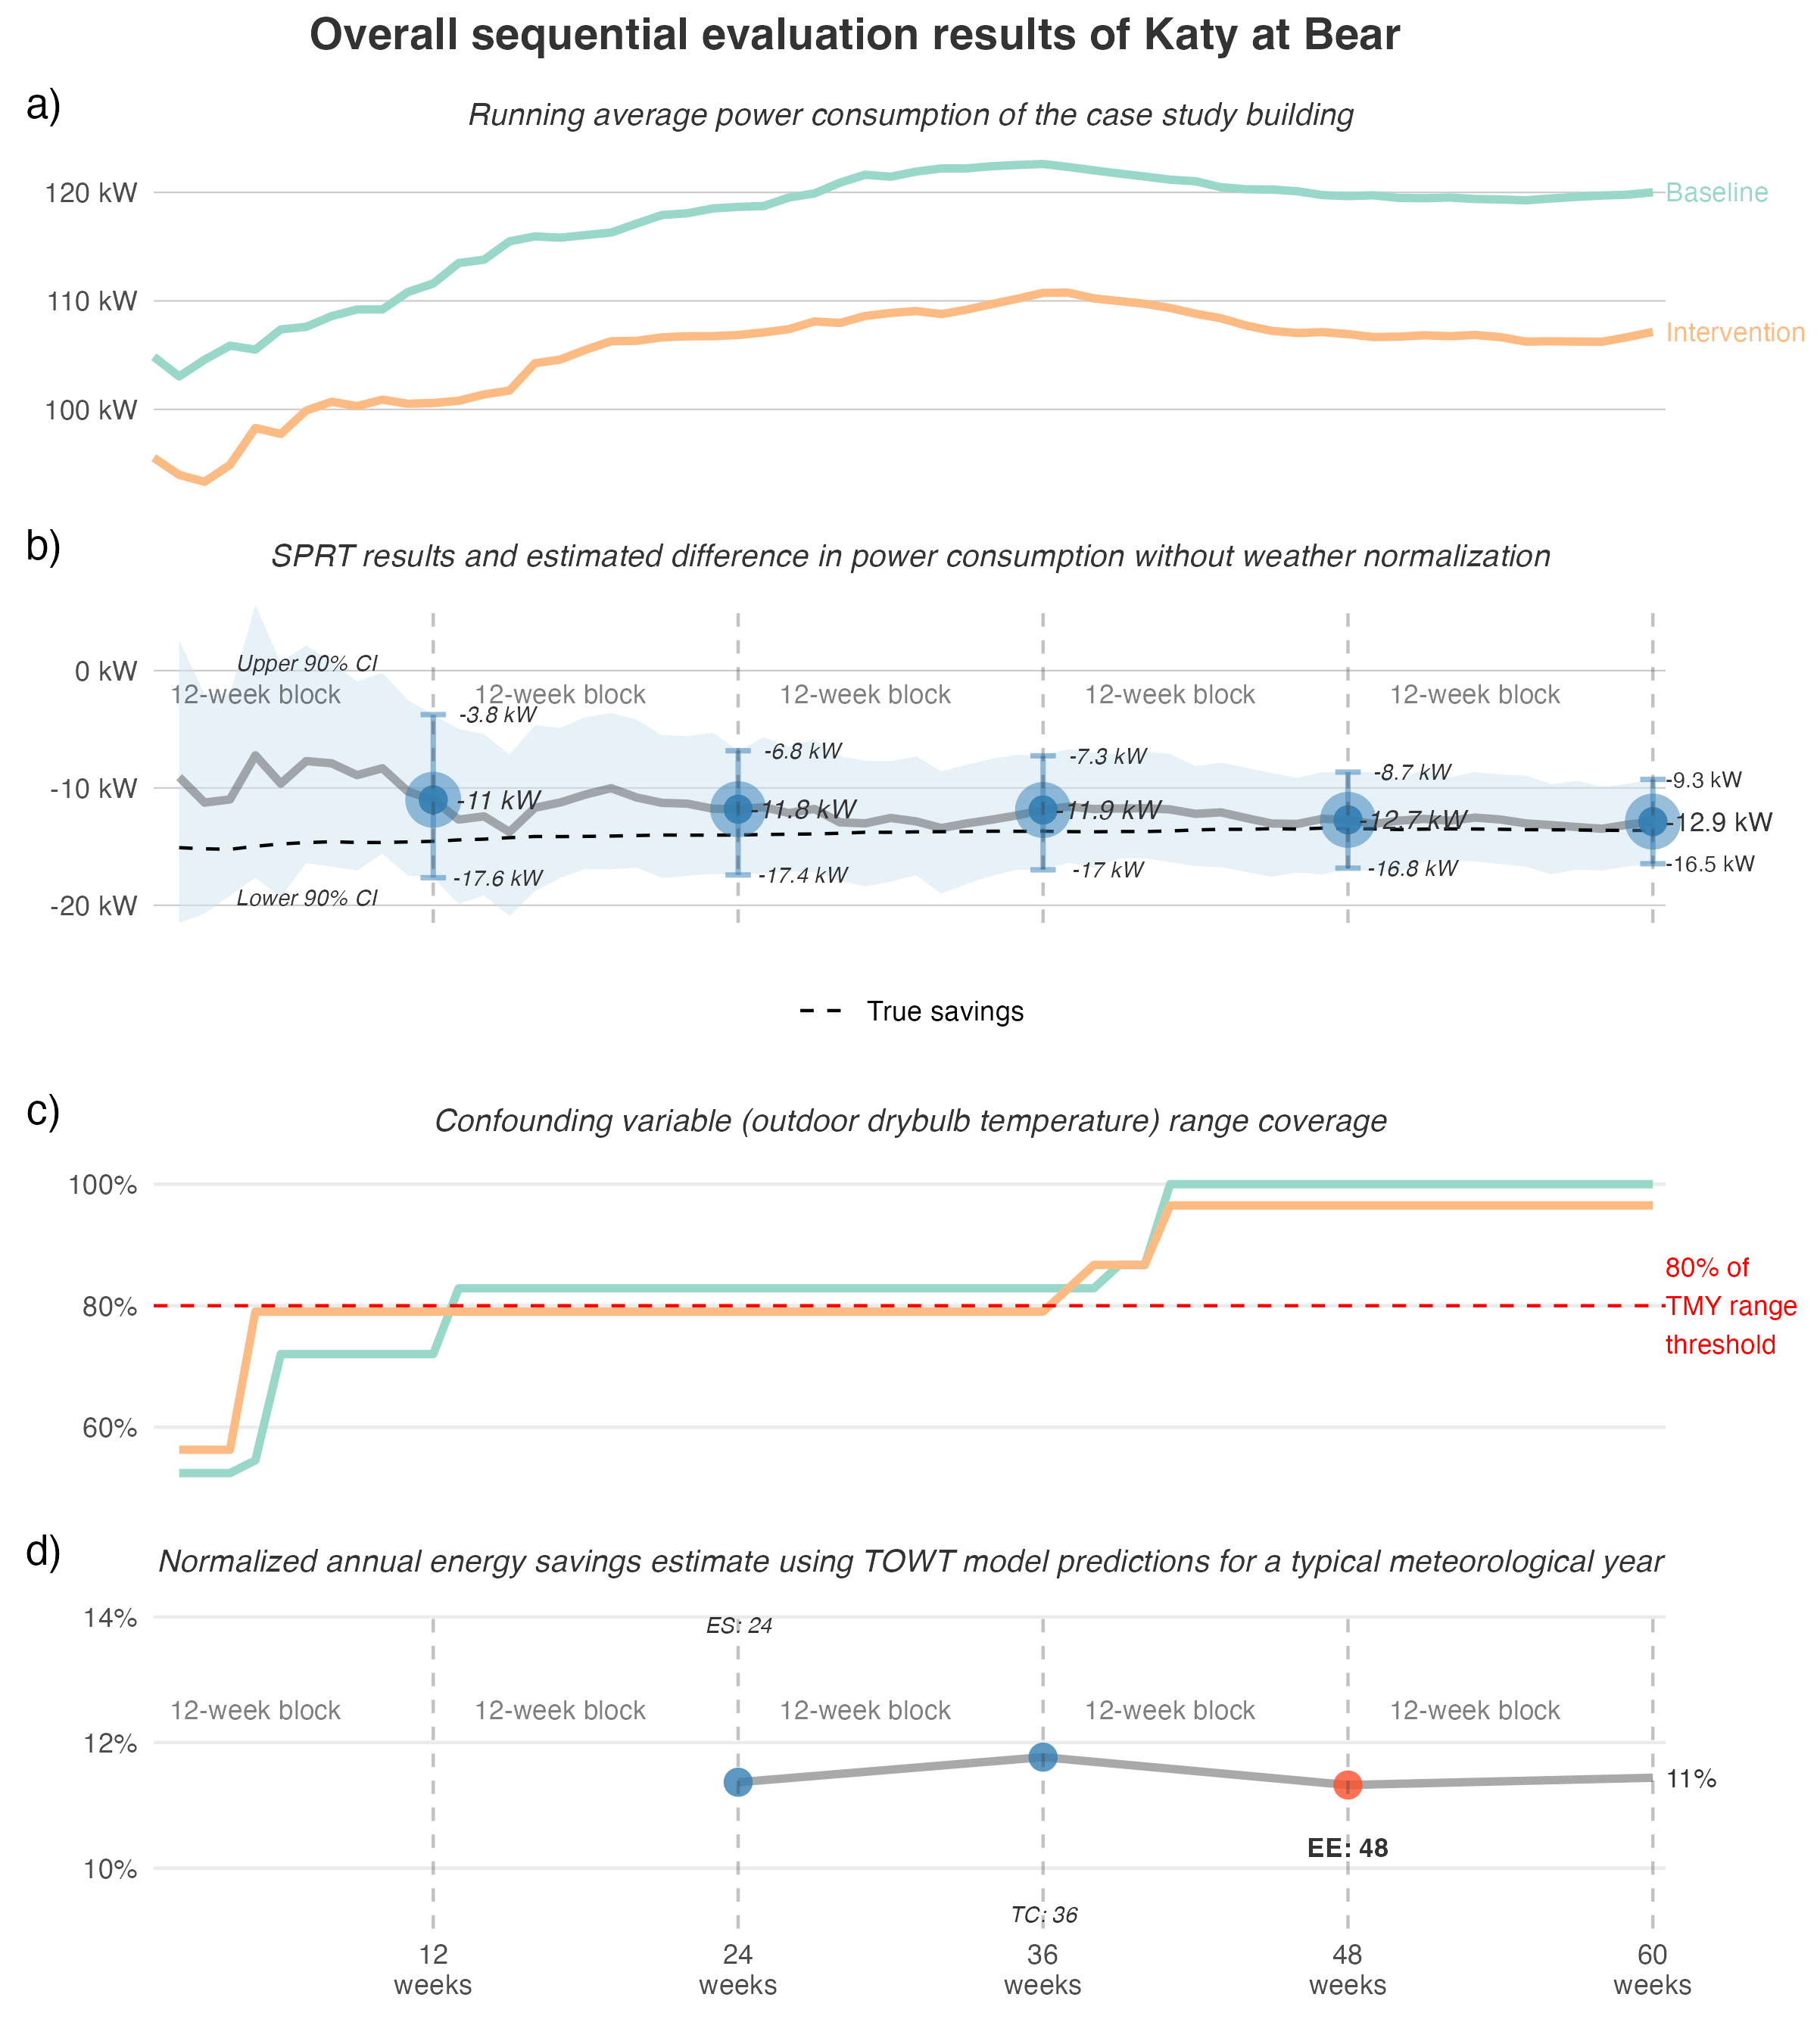 Overall sequential evaluation results of Katy at Bear
a)
Running average power consumption of the case study building
120 kW
Baseline
110 kW
Intervention
100 kW
b)
SPRT results and estimated difference in power consumption without weather normalization
Upper 90% CI
0 kW
12-week block 12-week block 12-week block 12-week block 12-week block
-3.8 kW
-6.8 kW
-7.3 kW
-8.7 kW
-9.3 kW
-10 kW
-11 kW
-11.8 kW
-11.9 kW
-12.7 kW
-12.9 kW
-17.6 kW
-17.4 kW
-17 kW
-16.8 kW
-16.5 kW
Lower 90% CI
-20 kW
True savings
c)
Confounding variable (outdoor drybulb temperature) range coverage
100%
80%
60%
80% of
TMY range
threshold
d)
Normalized annual energy savings estimate using TOWT model predictions for a typical meteorological year
14%
ES: 24
12-week block 12-week block 12-week block 12-week block 12-week block
12%
11%
EE: 48
10%
TC: 36
12 24 36 48 60
weeks weeks weeks weeks weeks